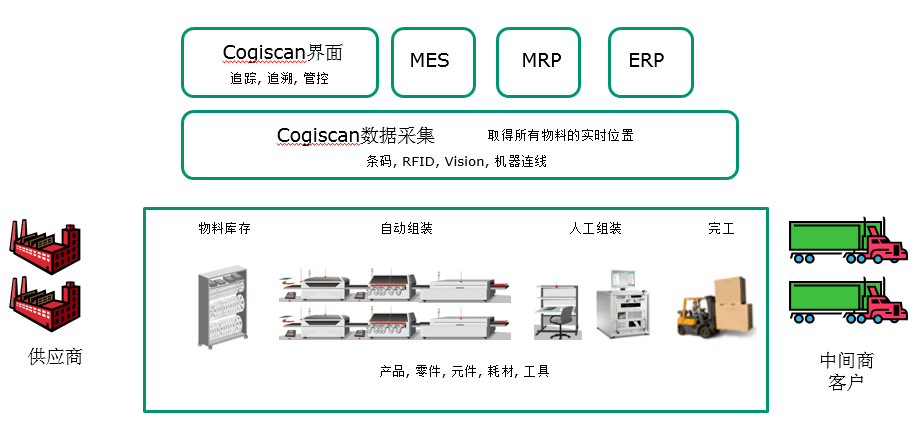 Cogiscan界面
追踪, 追溯, 管控
MES
MRP
ERP
Cogiscan数据采集
取得所有物料的实时位置
条码, RFID, Vision, 机器连线
物料库存
自动组装
人工组装
完工
供应商
产品, 零件, 元件, 耗材, 工具
中间商
客户